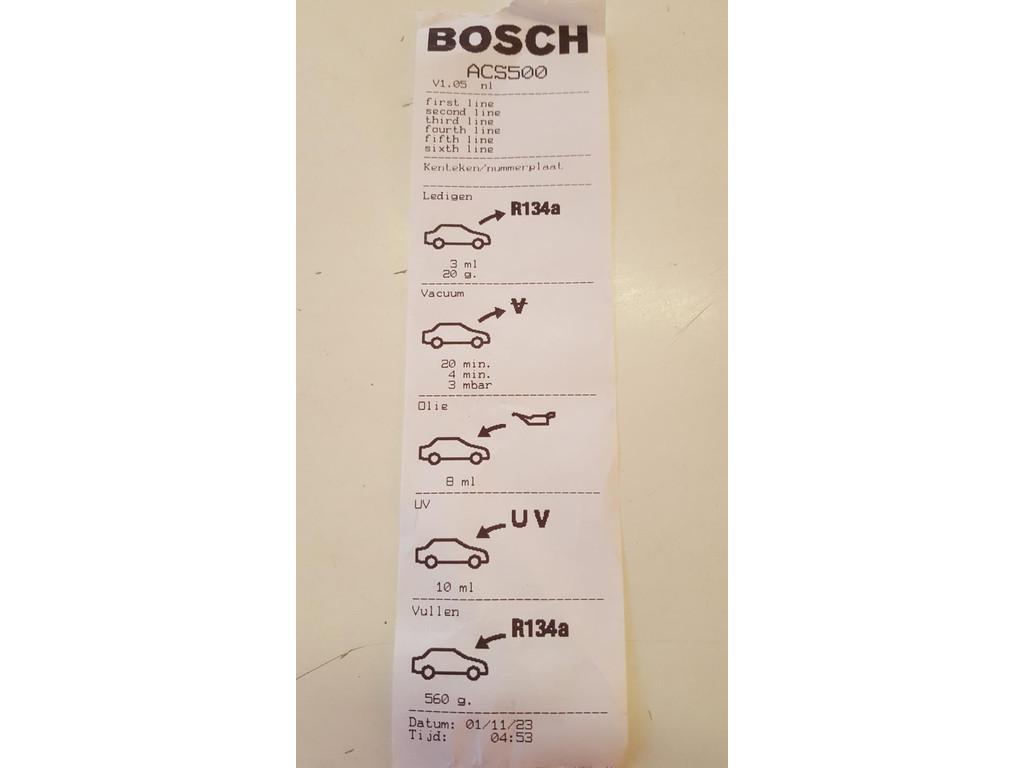 BOSCH
ACS500
V1.05 nl
first line
second line
third line
fourth line
fifth line
sixth line
Kenteken/nummerplaat
Ledigen
R134a
3 ml
20 g.
Vacuum
V
20 min.
4 min.
3 mbar
Olie
8 ml
UV
UV
10 ml
Vullen
R134a
560 g.
Datum: 01/11/23
Tijd: 04:53